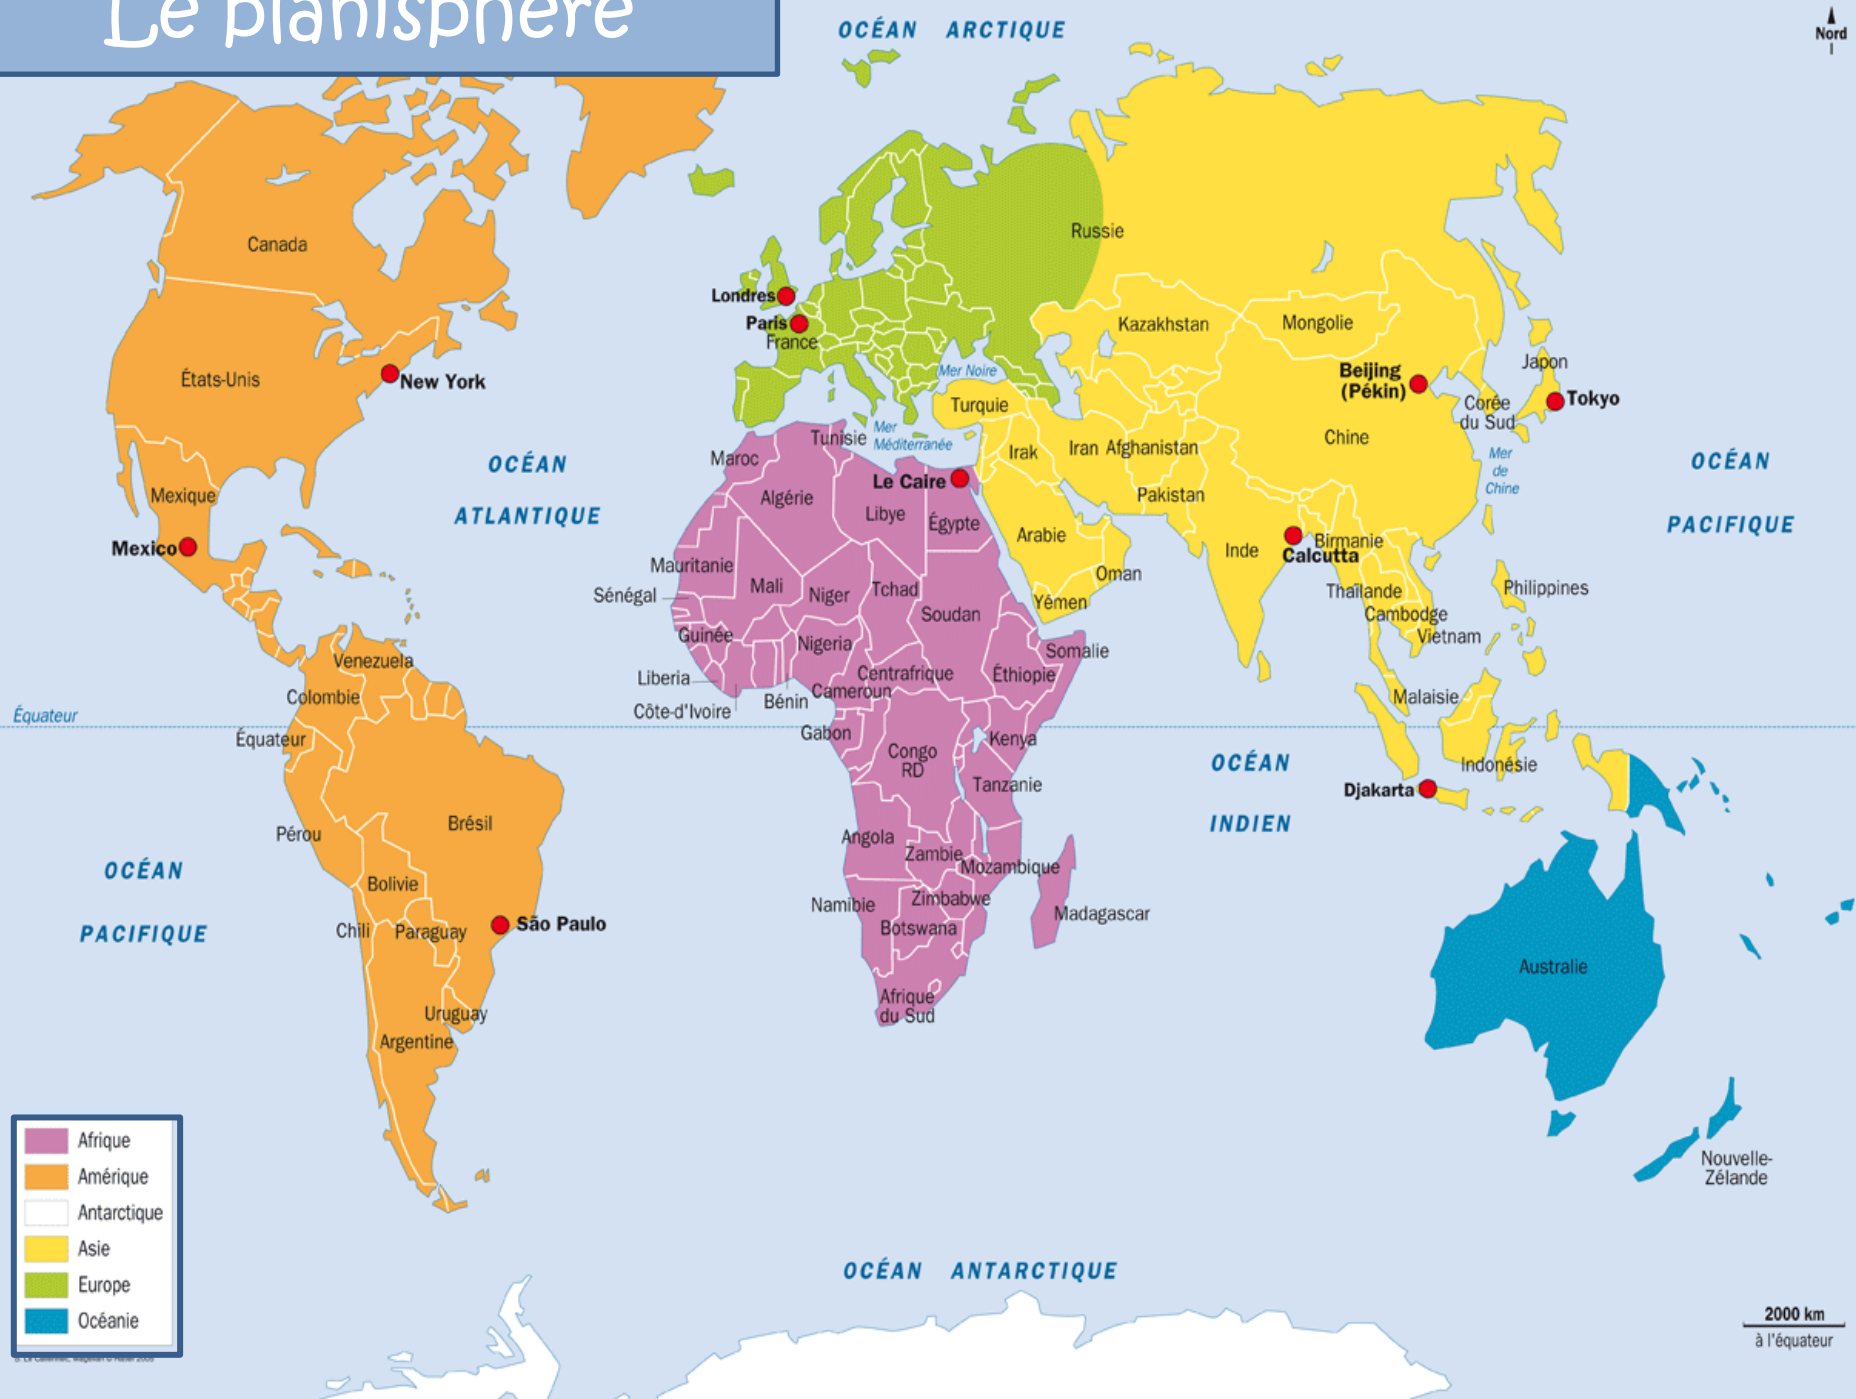 Le planisphère
OCÉAN ARCTIQUE
Nord
Canada
Russie
Londres
Paris
France
Kazakhstan
Mongolie
États-Unis
New York
Mer Noire
Beijing
(Pékin)
Japon
Tokyo
Turquie
Corée
du Sud
Mer
Méditerranée
Tunisie
Maroc
Irak
Iran
Afghanistan
Chine
Mer
de
Chine
OCÉAN
ATLANTIQUE
OCÉAN
PACIFIQUE
Mexique
Algérie
Le Caire
Libye
Égypte
Pakistan
Mexico
Arabie
Inde
Calcutta
Birmanie
Mauritanie
Mali
Niger
Tchad
Oman
Sénégal
Soudan
Yémen
Thaïlande
Philippines
Cambodge
Vietnam
Guinée
Nigeria
Somalie
Venezuela
Liberia
Centrafrique
Éthiopie
Colombie
Côte-d'Ivoire
Bénin
Cameroun
Malaisie
Équateur
Équateur
Gabon
Congo
RD
Kenya
OCÉAN
INDIEN
Indonésie
Tanzanie
Djakarta
Pérou
Brésil
Angola
Zambie
Mozambique
OCÉAN
PACIFIQUE
Bolivie
Namibie
Zimbabwe
Madagascar
Chili
Paraguay
São Paulo
Botswana
Australie
Afrique
du Sud
Uruguay
Argentine
Nouvelle-
Zélande
Afrique
Amérique
Antarctique
Asie
Europe
Océanie
OCÉAN ANTARCTIQUE
2000 km
à l'équateur